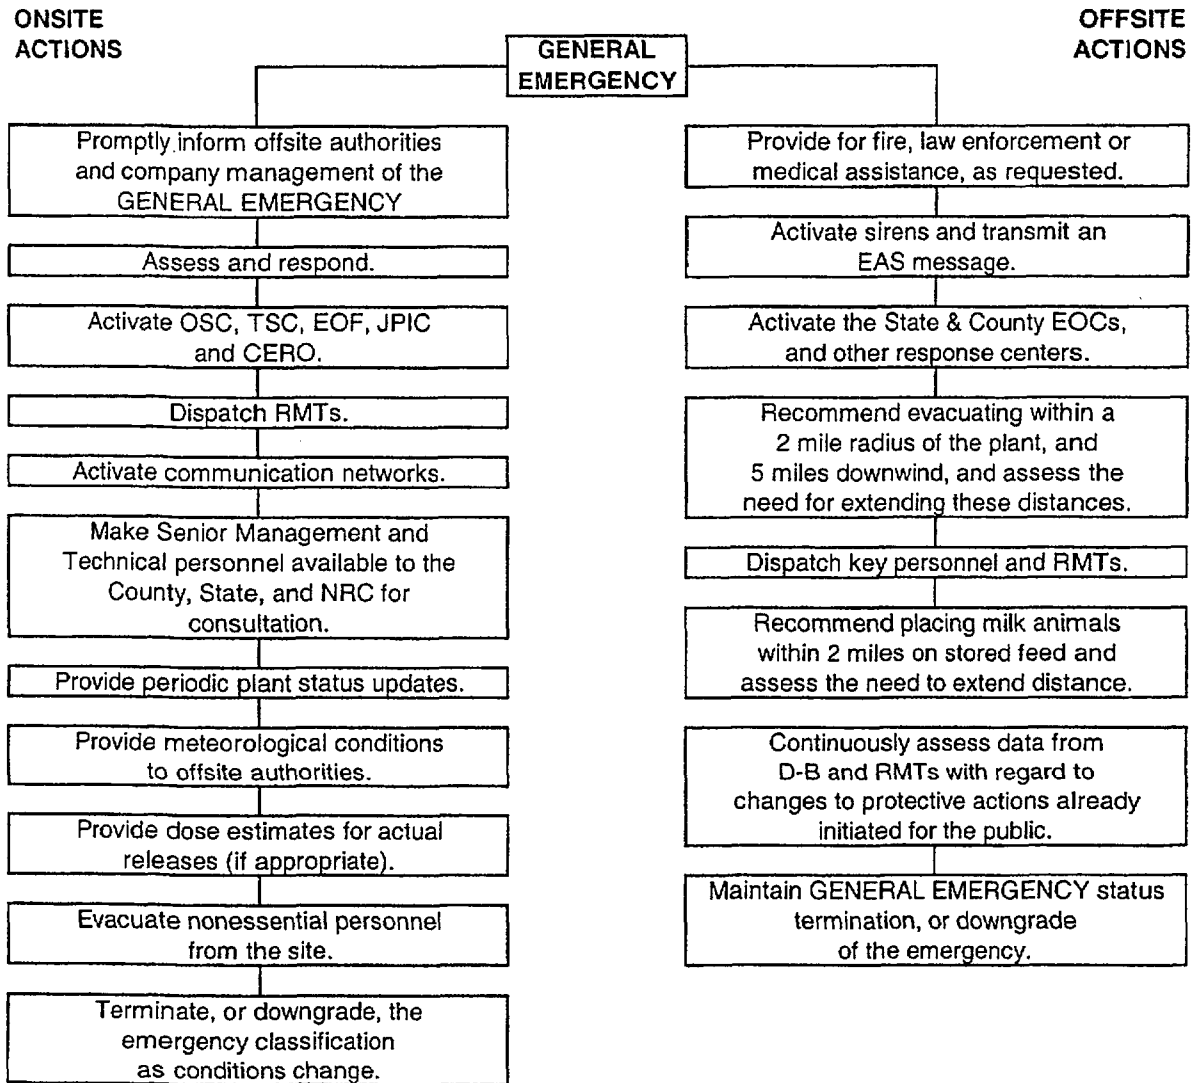 ONSITE
ACTIONS
OFFSITE
ACTIONS
GENERAL
EMERGENCY
Promptly inform offsite authorities
and company management of the
GENERAL EMERGENCY
Assess and respond.
Activate OSC, TSC, EOF, JPIC
and CERO.
Dispatch RMTs.
Activate communication networks.
Make Senior Management and
Technical personnel available to the
County, State, and NRC for
consultation.
Provide periodic plant status updates.
Provide meteorological conditions
to offsite authorities.
Provide dose estimates for actual
releases (if appropriate).
Evacuate nonessential personnel
from the site.
Terminate, or downgrade, the
emergency classification
as conditions change.
Provide for fire, law enforcement or
medical assistance, as requested.
Activate sirens and transmit an
EAS message.
Activate the State & County EOCs,
and other response centers.
Recommend evacuating within a
2 mile radius of the plant, and
5 miles downwind, and assess the
need for extending these distances.
Dispatch key personnel and RMTs.
Recommend placing milk animals
within 2 miles on stored feed and
assess the need to extend distance.
Continuously assess data from
D-B and RMTs with regard to
changes to protective actions already
initiated for the public.
Maintain GENERAL EMERGENCY status
termination, or downgrade
of the emergency.